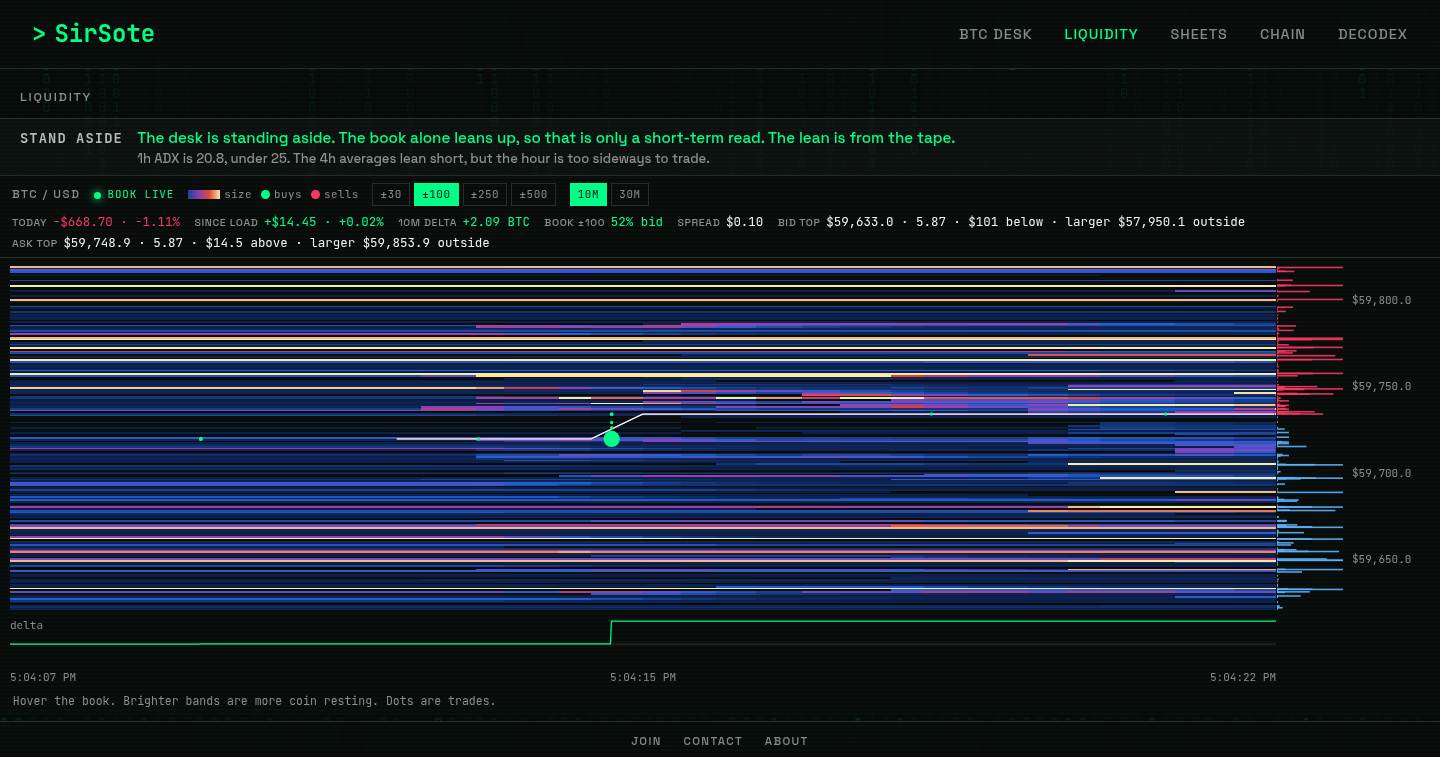 > SirSote
BTC DESK LIQUIDITY SHEETS CHAIN DECODEX
LIQUIDITY
STAND ASIDE The desk is standing aside. The book alone leans up, so that is only a short-term read. The lean is from the tape.
1h ADX is 20.8, under 25. The 4h averages lean short, but the hour is too sideways to trade.
BTC / USD BOOK LIVE size buys sells ±30 ±100 ±250 ±500 10M 30M
TODAY -$668.70 · -1.11% SINCE LOAD +$14.45 · +0.02% 10M DELTA +2.09 BTC BOOK ±100 52% bid SPREAD $0.10 BID TOP $59,633.0 · 5.87 · $101 below · larger $57,950.1 outside
ASK TOP $59,748.9 · 5.87 · $14.5 above · larger $59,853.9 outside
$59,800.0
$59,750.0
$59,700.0
$59,650.0
delta
5:04:07 PM 5:04:15 PM 5:04:22 PM
Hover the book. Brighter bands are more coin resting. Dots are trades.
JOIN CONTACT ABOUT